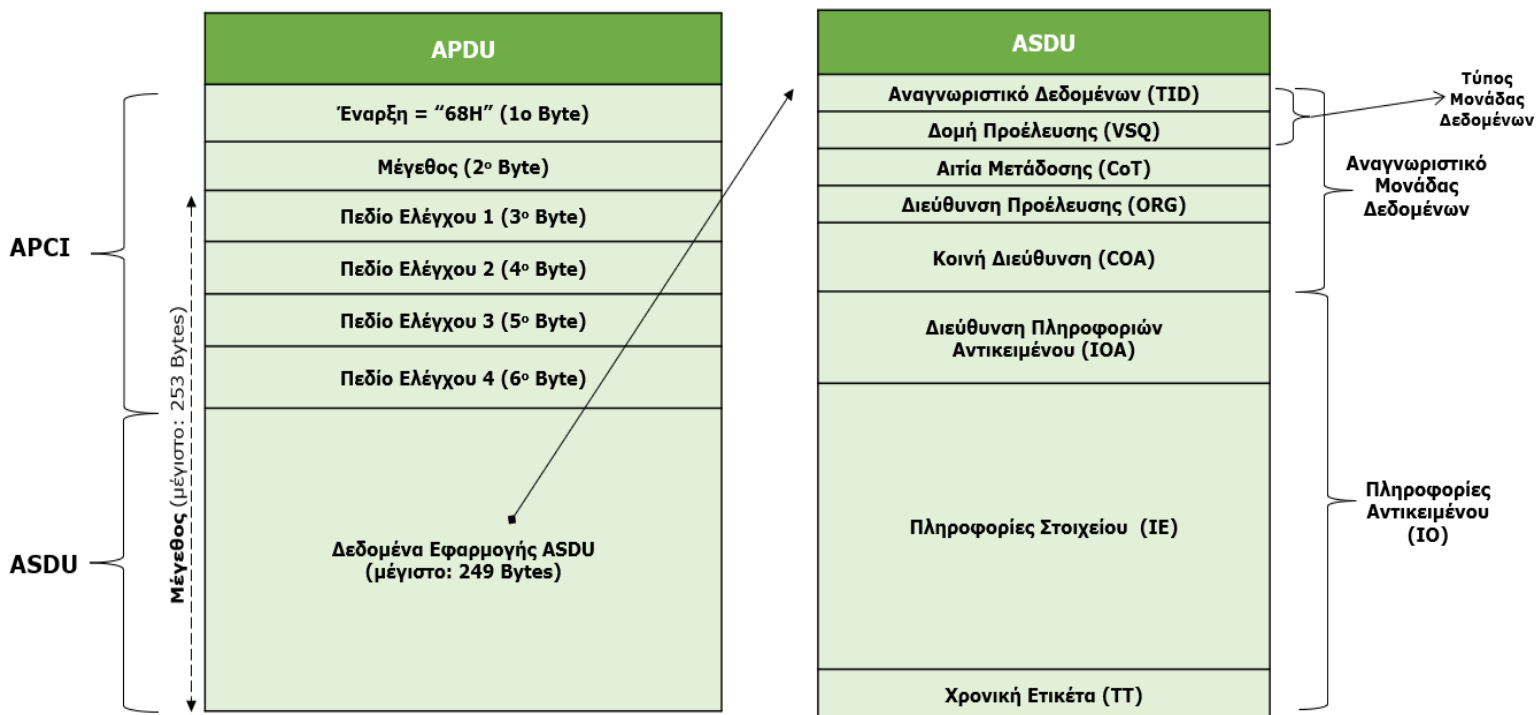 APDU
Έναρξη = “68H” (1ο Byte)
Μέγεθος (2ο Byte)
Πεδίο Ελέγχου 1 (3ο Byte)
Πεδίο Ελέγχου 2 (4ο Byte)
Πεδίο Ελέγχου 3 (5ο Byte)
Πεδίο Ελέγχου 4 (6ο Byte)
Δεδομένα Εφαρμογής ASDU
(μέγιστο: 249 Bytes)
APCI
ASDU
Μέγεθος (μέγιστο: 253 Bytes)
ASDU
Αναγνωριστικό Δεδομένων (TID)
Δομή Προέλευσης (VSQ)
Αιτία Μετάδοσης (CoT)
Διεύθυνση Προέλευσης (ORG)
Κοινή Διεύθυνση (COA)
Διεύθυνση Πληροφοριών
Αντικειμένου (IOA)
Πληροφορίες Στοιχείου (IE)
Χρονική Ετικέτα (TT)
Τύπος
Μονάδας
Δεδομένων
Αναγνωριστικό
Μονάδας
Δεδομένων
Πληροφορίες
Αντικειμένου
(IO)